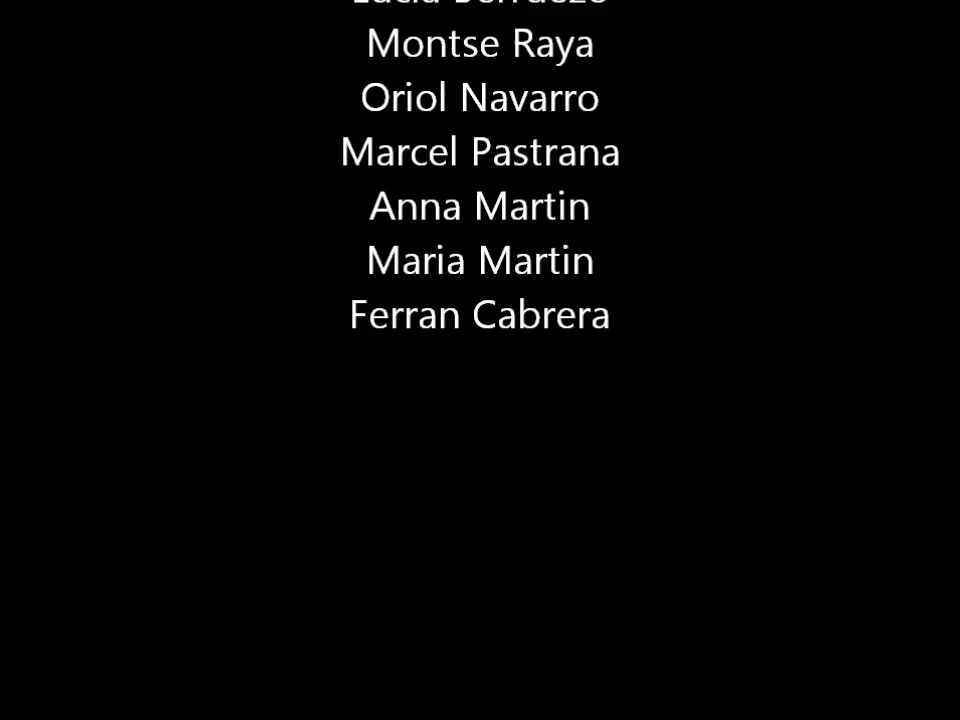 Montse Raya
Oriol Navarro
Marcel Pastrana
Anna Martin
Maria Martin
Ferran Cabrera